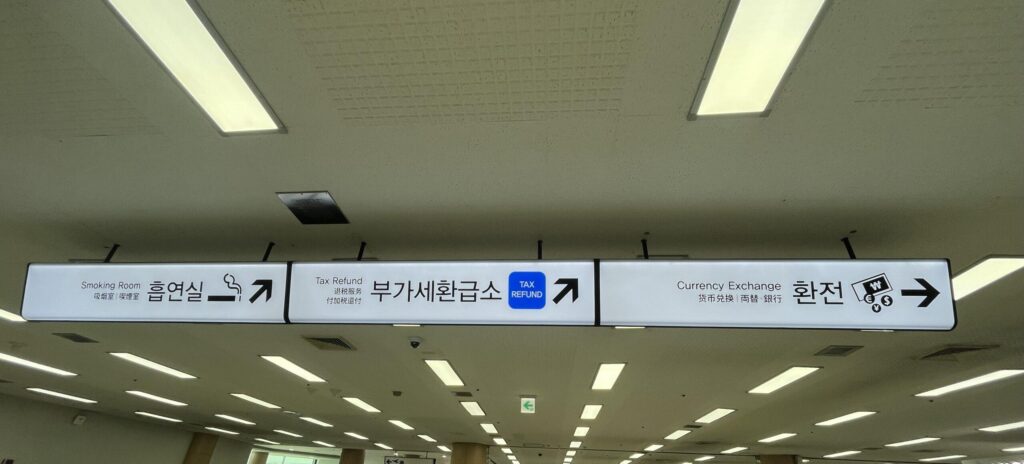 Smoking Room
吸烟室 | 喫煙室
흡연실
Tax Refund
退税服务
付加税還付
부가세환급소
TAX
REFUND
Currency Exchange
货币兑换 | 両替·銀行
환전
₩
€ ¥ $